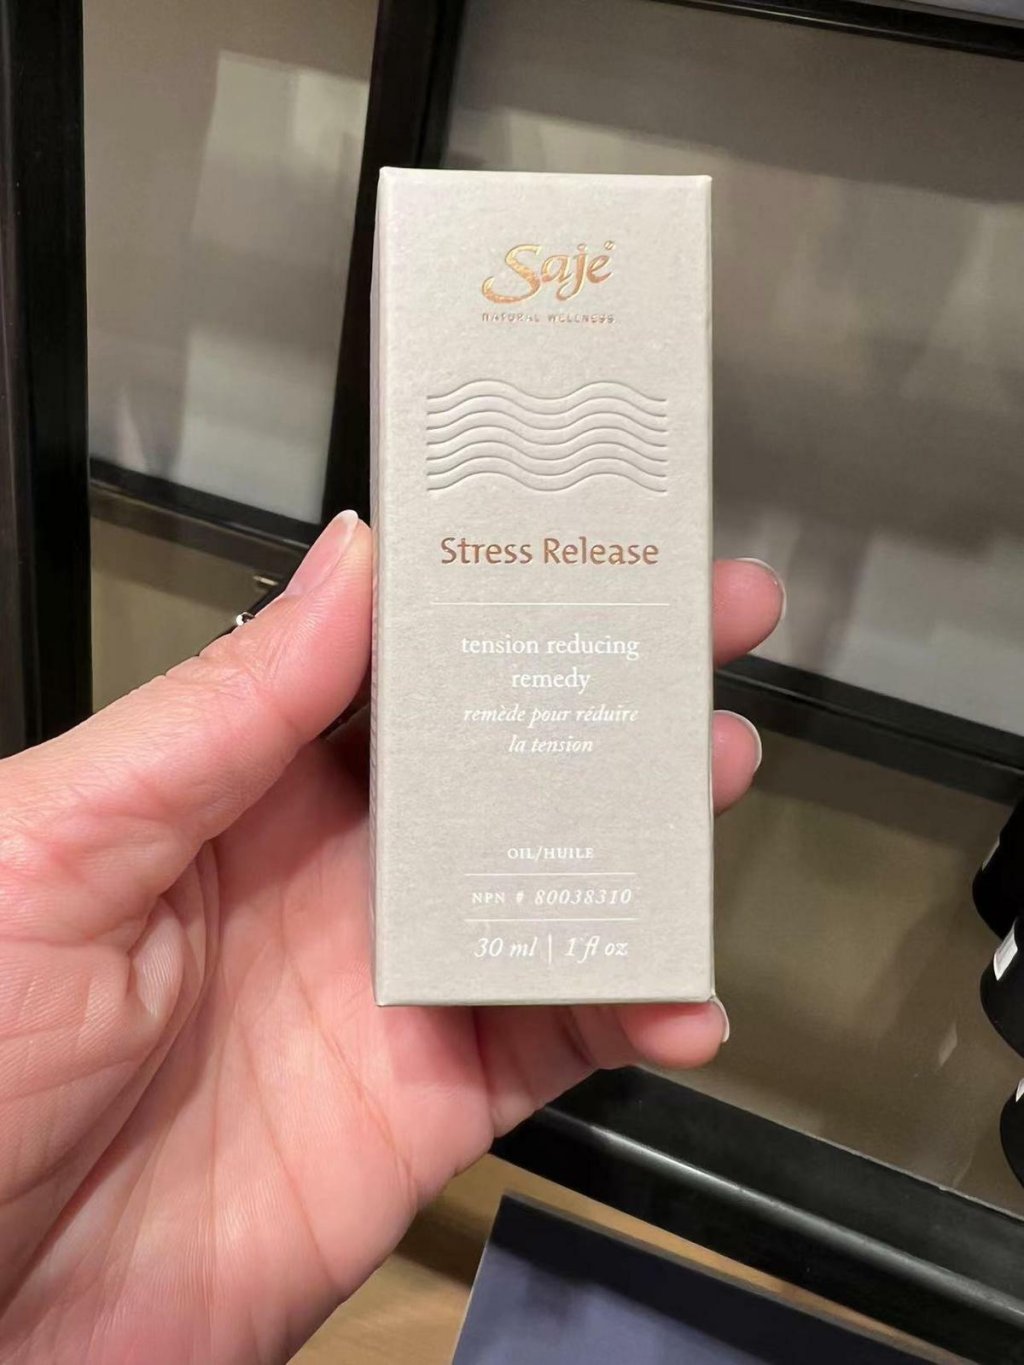 Saje
NATURAL WELLNESS
Stress Release
tension reducing
remedy
remède pour réduire
la tension
OIL/HUILE
NPN # 80038310
30 ml | 1 fl oz